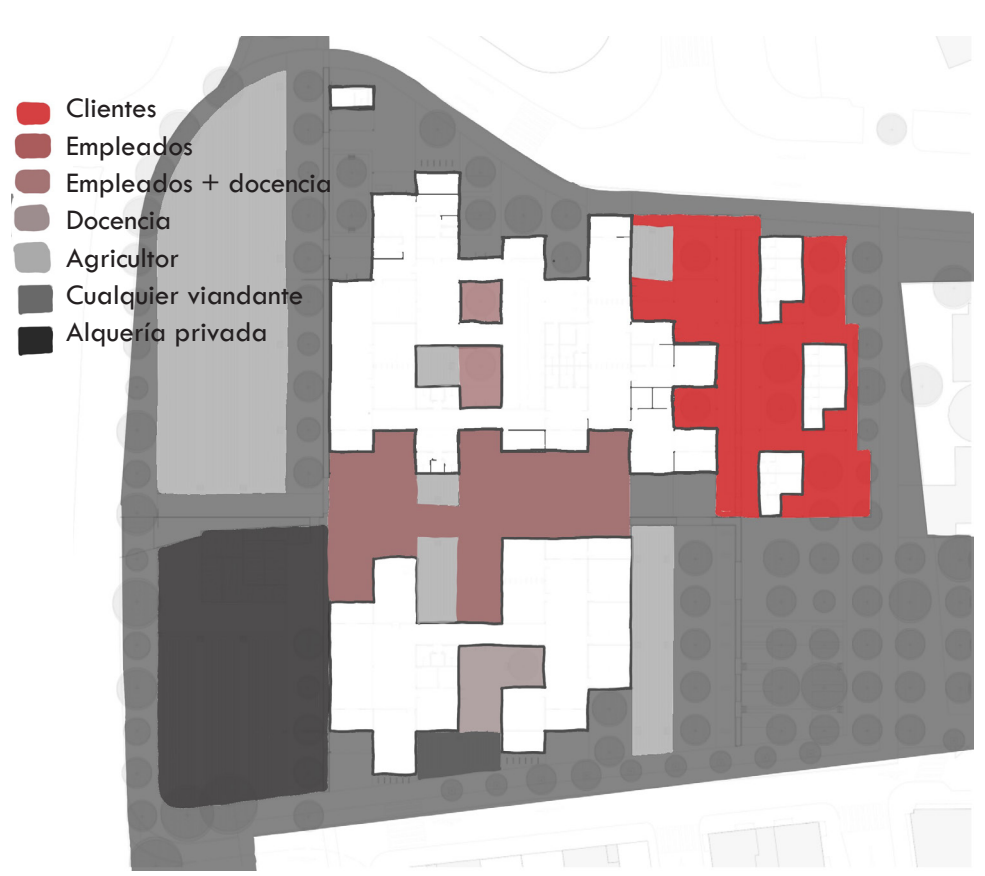 Clientes
Empleados
Empleados + docencia
Docencia
Agricultor
Cualquier viandante
Alquería privada